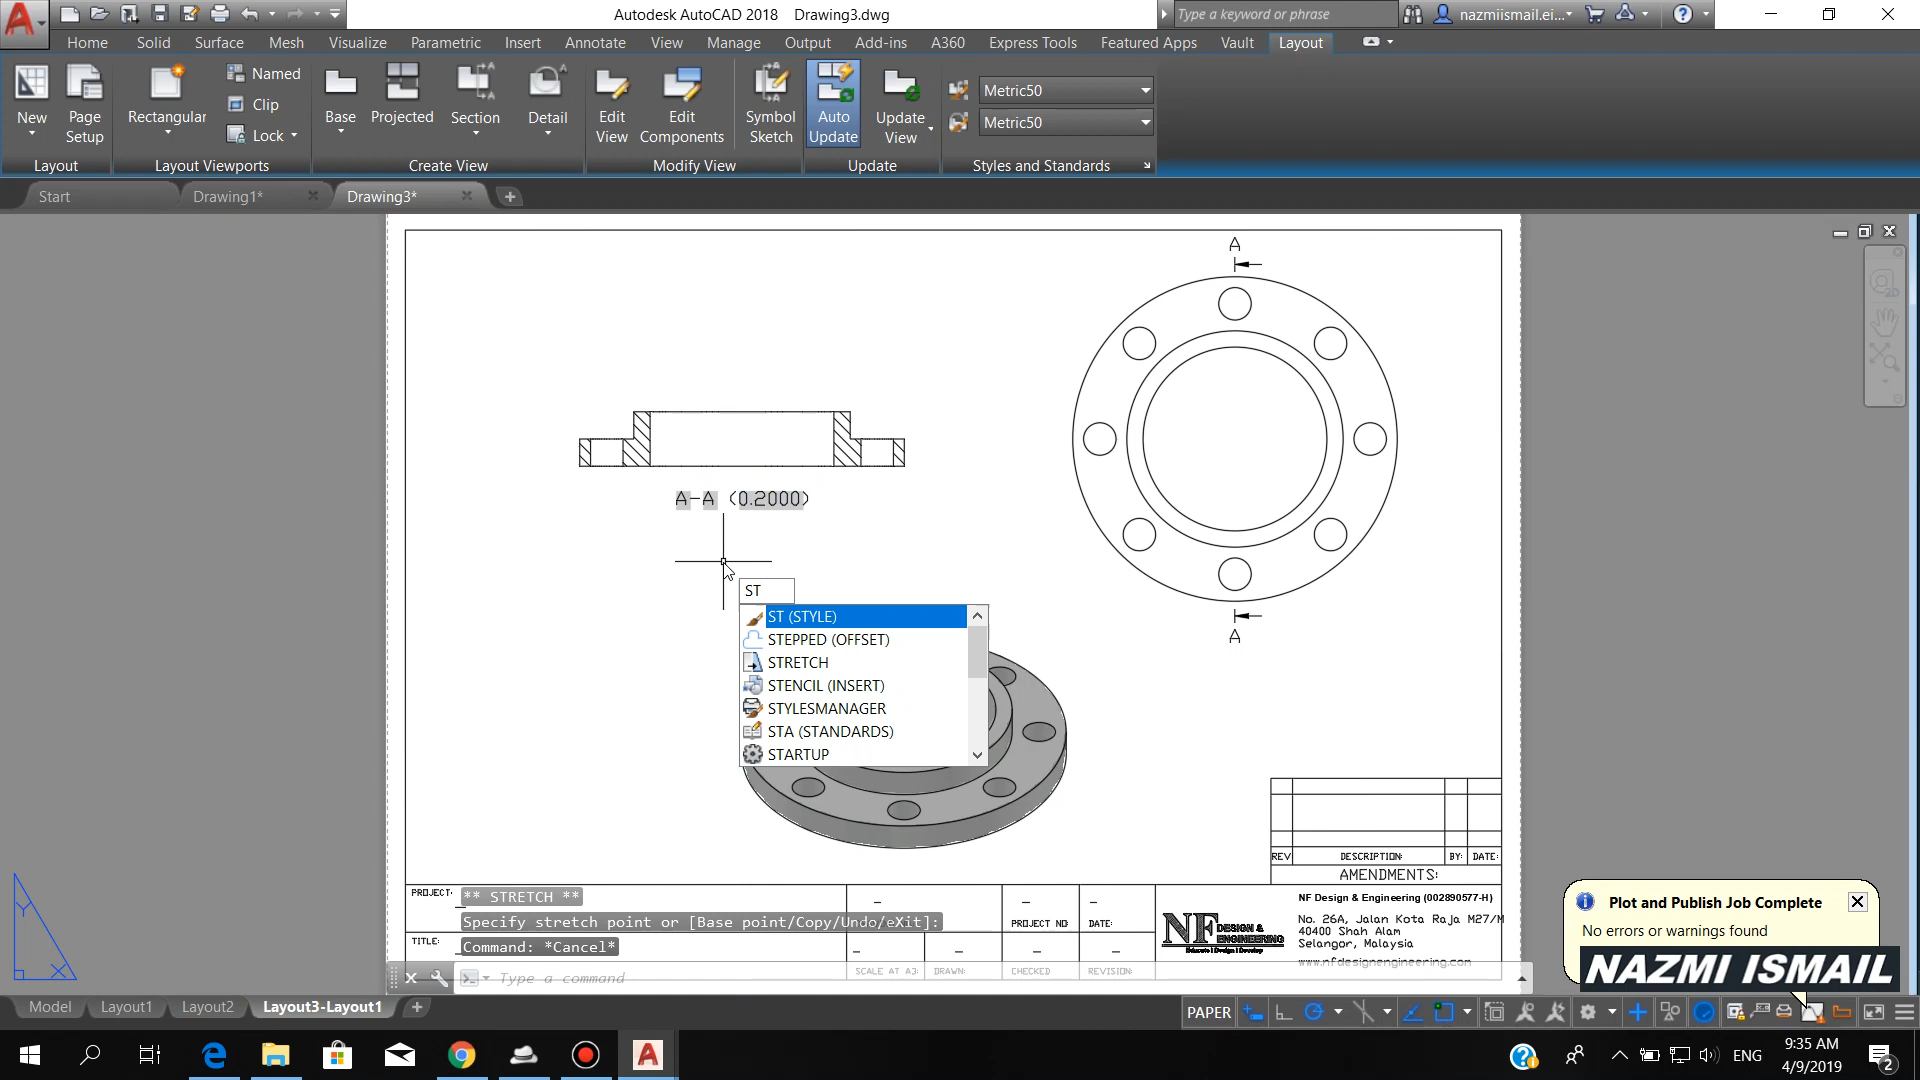 Autodesk AutoCAD 2018 Drawing3.dwg
Type a keyword or phrase
nazmiismail.ei...
Home Solid Surface Mesh Visualize Parametric Insert Annotate View Manage Output Add-ins A360 Express Tools Featured Apps Vault Layout
New
Page Setup
Rectangular
Named
Clip
Lock
Base
Projected
Section
Detail
Edit View
Edit Components
Symbol Sketch
Auto Update
Update View
Metric50
Metric50
Layout
Layout Viewports
Create View
Modify View
Update
Styles and Standards
Start
Drawing1*
Drawing3*
A
A-A (0.2000)
A
ST
ST (STYLE)
STEPPED (OFFSET)
STRETCH
STENCIL (INSERT)
STYLESMANAGER
STA (STANDARDS)
STARTUP
2D
REV DESCRIPTION: BY: DATE:
AMENDMENTS:
PROJECT:
** STRETCH **
Specify stretch point or [Base point/Copy/Undo/eXit]:
TITLE:
Command: *Cancel*
PROJECT NO: DATE:
SCALE AT A3: DRAWN: CHECKED REVISION:
NF DESIGN & ENGINEERING
Educate | Design | Develop
NF Design & Engineering (002890577-H)
No. 26A, Jalan Kota Raja M27/M
40400 Shah Alam
Selangor, Malaysia
www.nfdesignengineering.com
Type a command
Y
X
Plot and Publish Job Complete
No errors or warnings found
NAZMI ISMAIL
Model Layout1 Layout2 Layout3-Layout1
PAPER
ENG
9:35 AM
4/9/2019
2